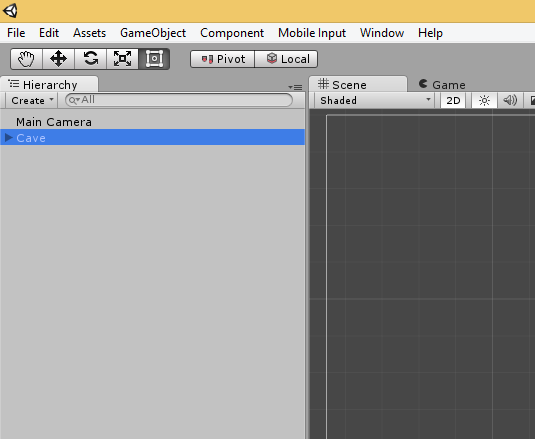 File Edit Assets GameObject Component Mobile Input Window Help
Pivot Local
Hierarchy Scene Game
Create All Shaded 2D
Main Camera
Cave